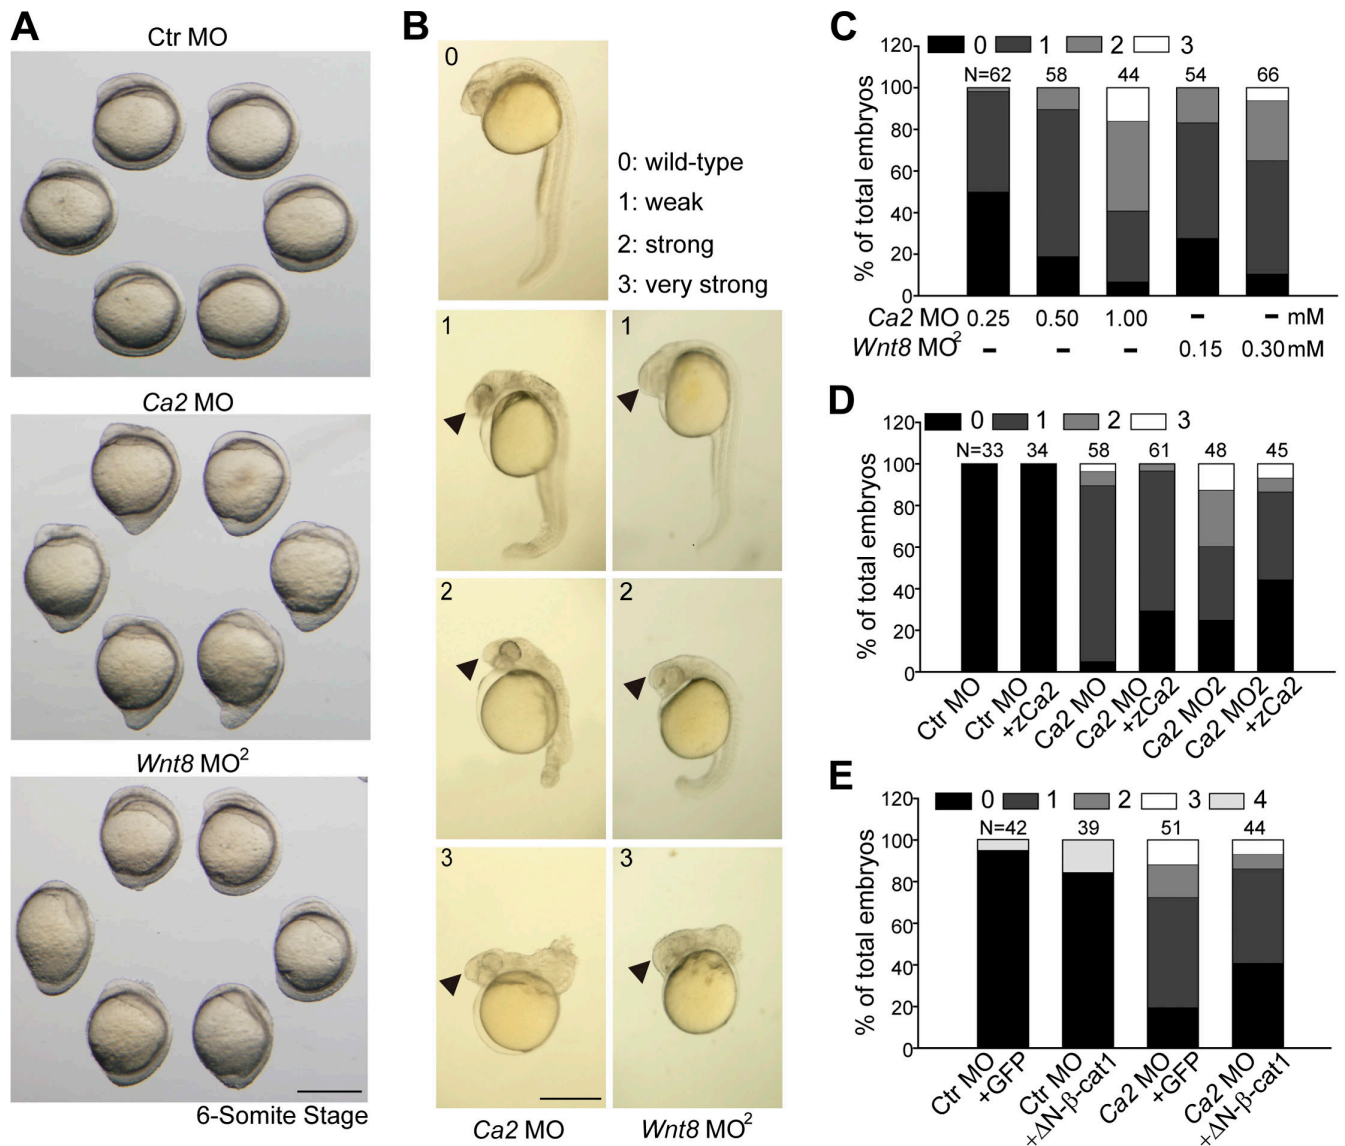 A
Ctr MO
Ca2 MO
Wnt8 MO2
6-Somite Stage
B
0
0: wild-type
1: weak
2: strong
3: very strong
1
1
2
2
3
3
Ca2 MO
Wnt8 MO2
C
0 1 2 3
N=62 58 44 54 66
120
100
80
60
40
20
0
% of total embryos
Ca2 MO 0.25 0.50 1.00 - - mM
Wnt8 MO2 - - - 0.15 0.30 mM
D
0 1 2 3
N=33 34 58 61 48 45
120
100
80
60
40
20
0
% of total embryos
Ctr MO
Ctr MO
+zCa2
Ca2 MO
Ca2 MO
+zCa2
Ca2 MO2
Ca2 MO2
+zCa2
E
0 1 2 3 4
N=42 39 51 44
120
100
80
60
40
20
0
% of total embryos
Ctr MO
+GFP
Ctr MO
+ΔN-β-cat1
Ca2 MO
+GFP
Ca2 MO
+ΔN-β-cat1